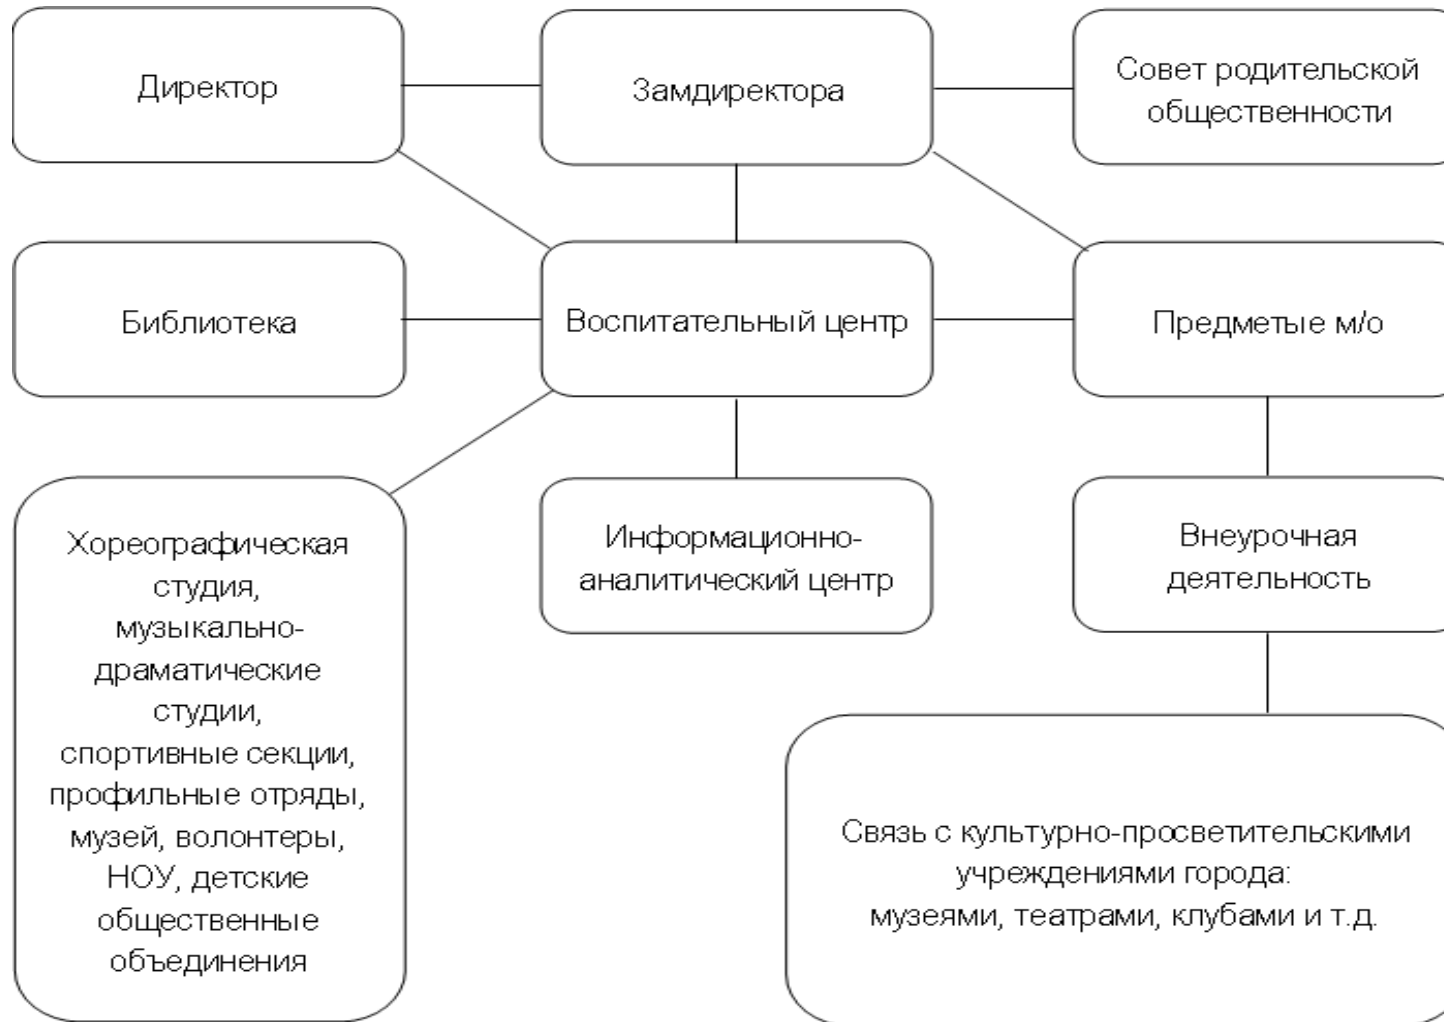 Директор
Замдиректора
Совет родительской
общественности
Библиотека
Воспитательный центр
Предметые м/о
Хореографическая
студия,
музыкально-
драматические
студии,
спортивные секции,
профильные отряды,
музей, волонтеры,
НОУ, детские
общественные
объединения
Информационно-
аналитический центр
Внеурочная
деятельность
Связь с культурно-просветительскими
учреждениями города:
музеями, театрами, клубами и т.д.